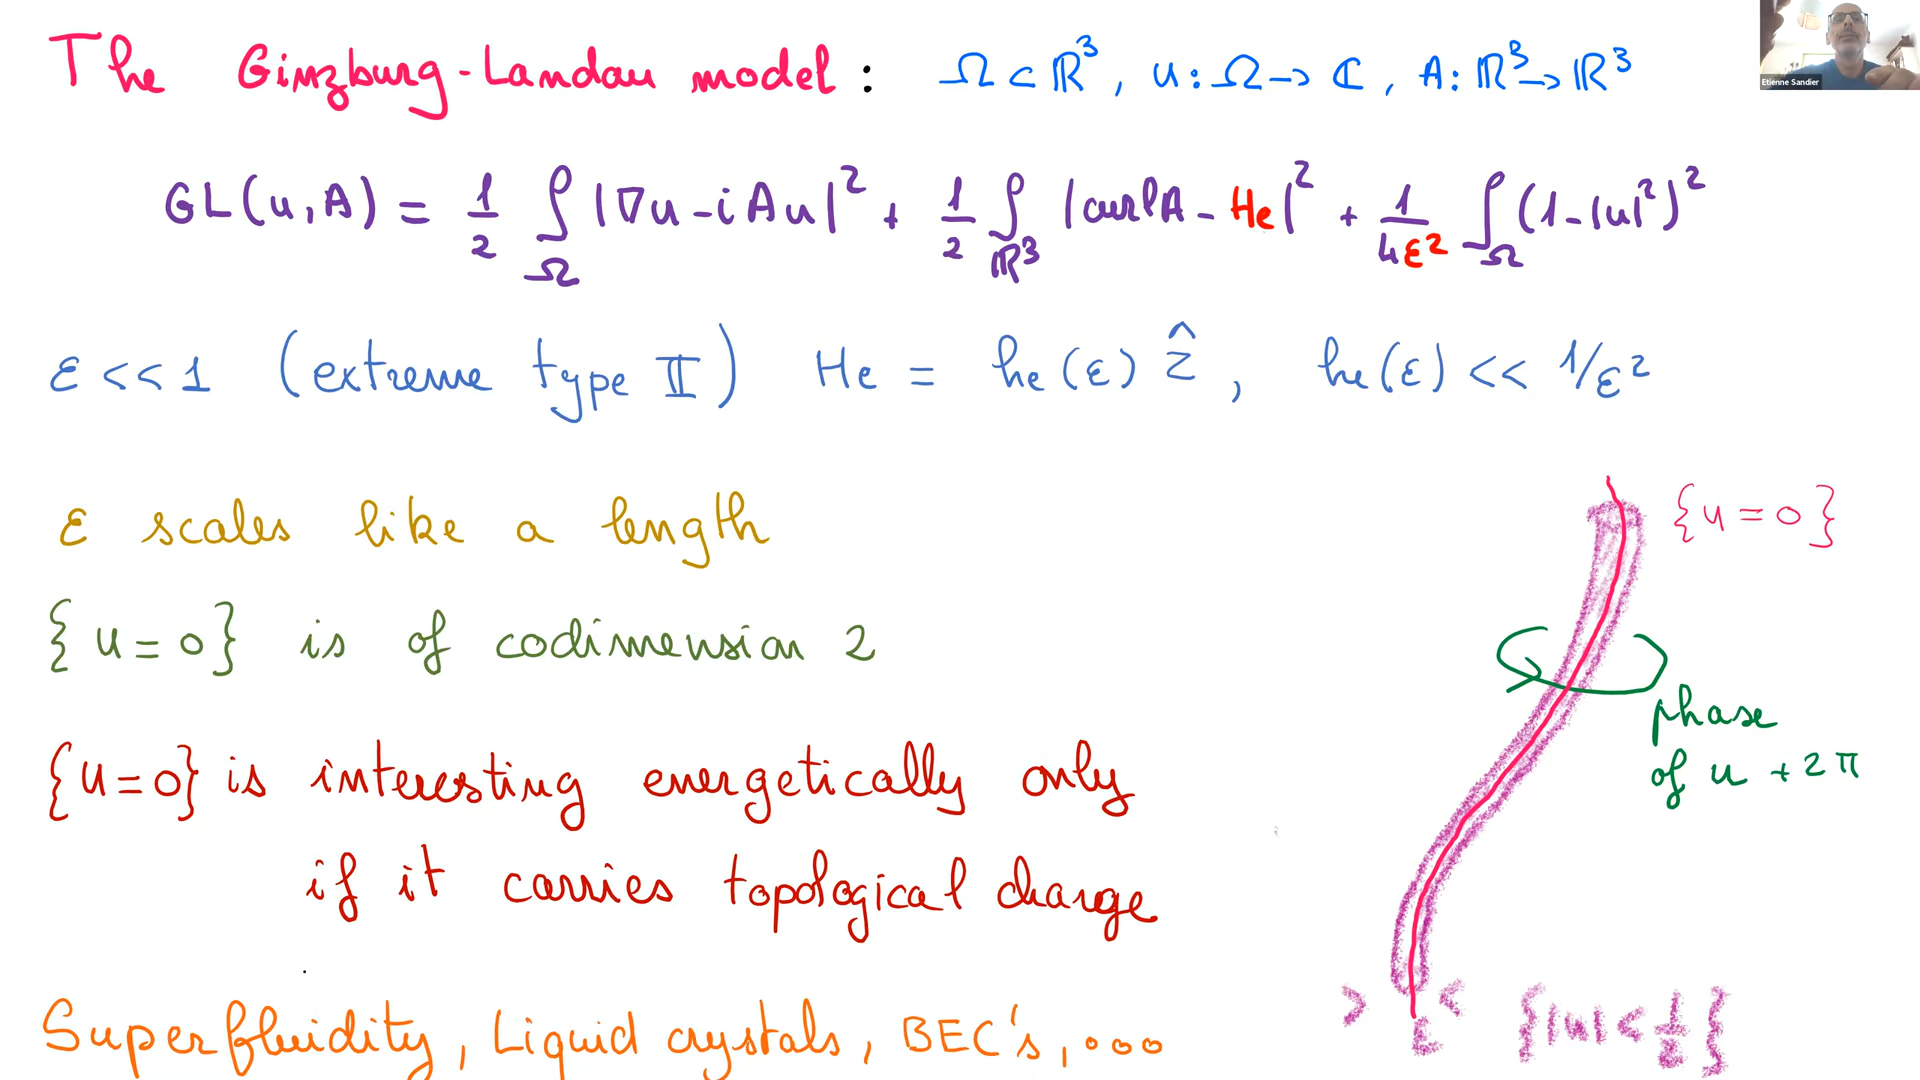 The Ginzburg-Landau model : Ω ⊂ ℝ³, u : Ω → ℂ, A : ℝ³ → ℝ³
Etienne Sandier
GL(u,A) = 1/2 ∫_Ω |∇u - iAu|² + 1/2 ∫_ℝ³ |curl A - He|² + 1/4ε² ∫_Ω (1-|u|²)²
ε << 1 (extreme type II) He = he(ε) ẑ, he(ε) << 1/ε²
ε scales like a length
{u = 0}
{u = 0} is of codimension 2
phase
of u + 2π
{u = 0} is interesting energetically only
if it carries topological charge
Superfluidity, Liquid crystals, BEC's, ...
> <
ε
{|u| < 1/2}